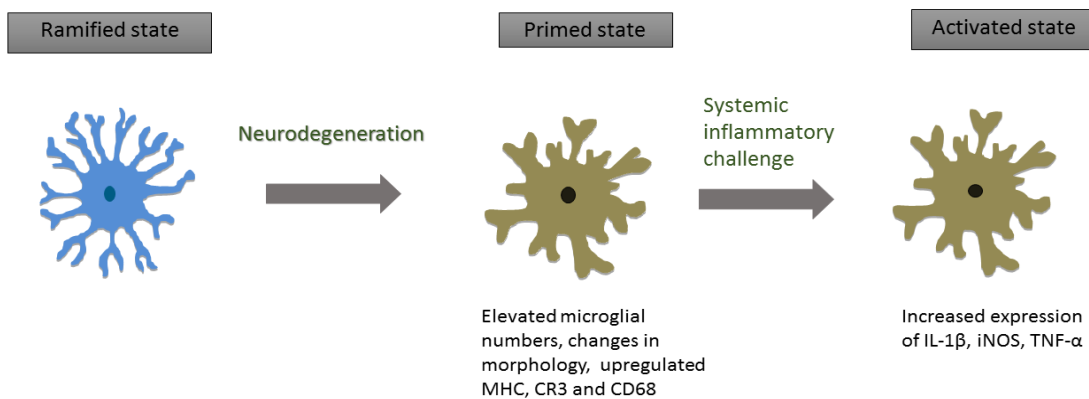 Ramified state
Primed state
Activated state
Neurodegeneration
Systemic
inflammatory
challenge
Elevated microglial
numbers, changes in
morphology, upregulated
MHC, CR3 and CD68
Increased expression
of IL-1β, iNOS, TNF-α